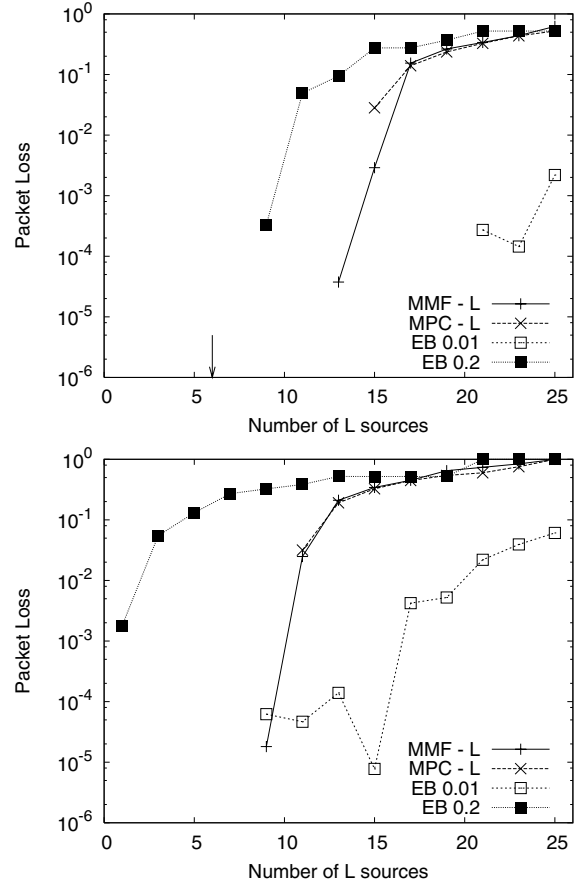 10^0
10^-1
10^-2
10^-3
10^-4
10^-5
10^-6
Packet Loss
MMF - L
MPC - L
EB 0.01
EB 0.2
0 5 10 15 20 25
Number of L sources
10^0
10^-1
10^-2
10^-3
10^-4
10^-5
10^-6
Packet Loss
MMF - L
MPC - L
EB 0.01
EB 0.2
0 5 10 15 20 25
Number of L sources